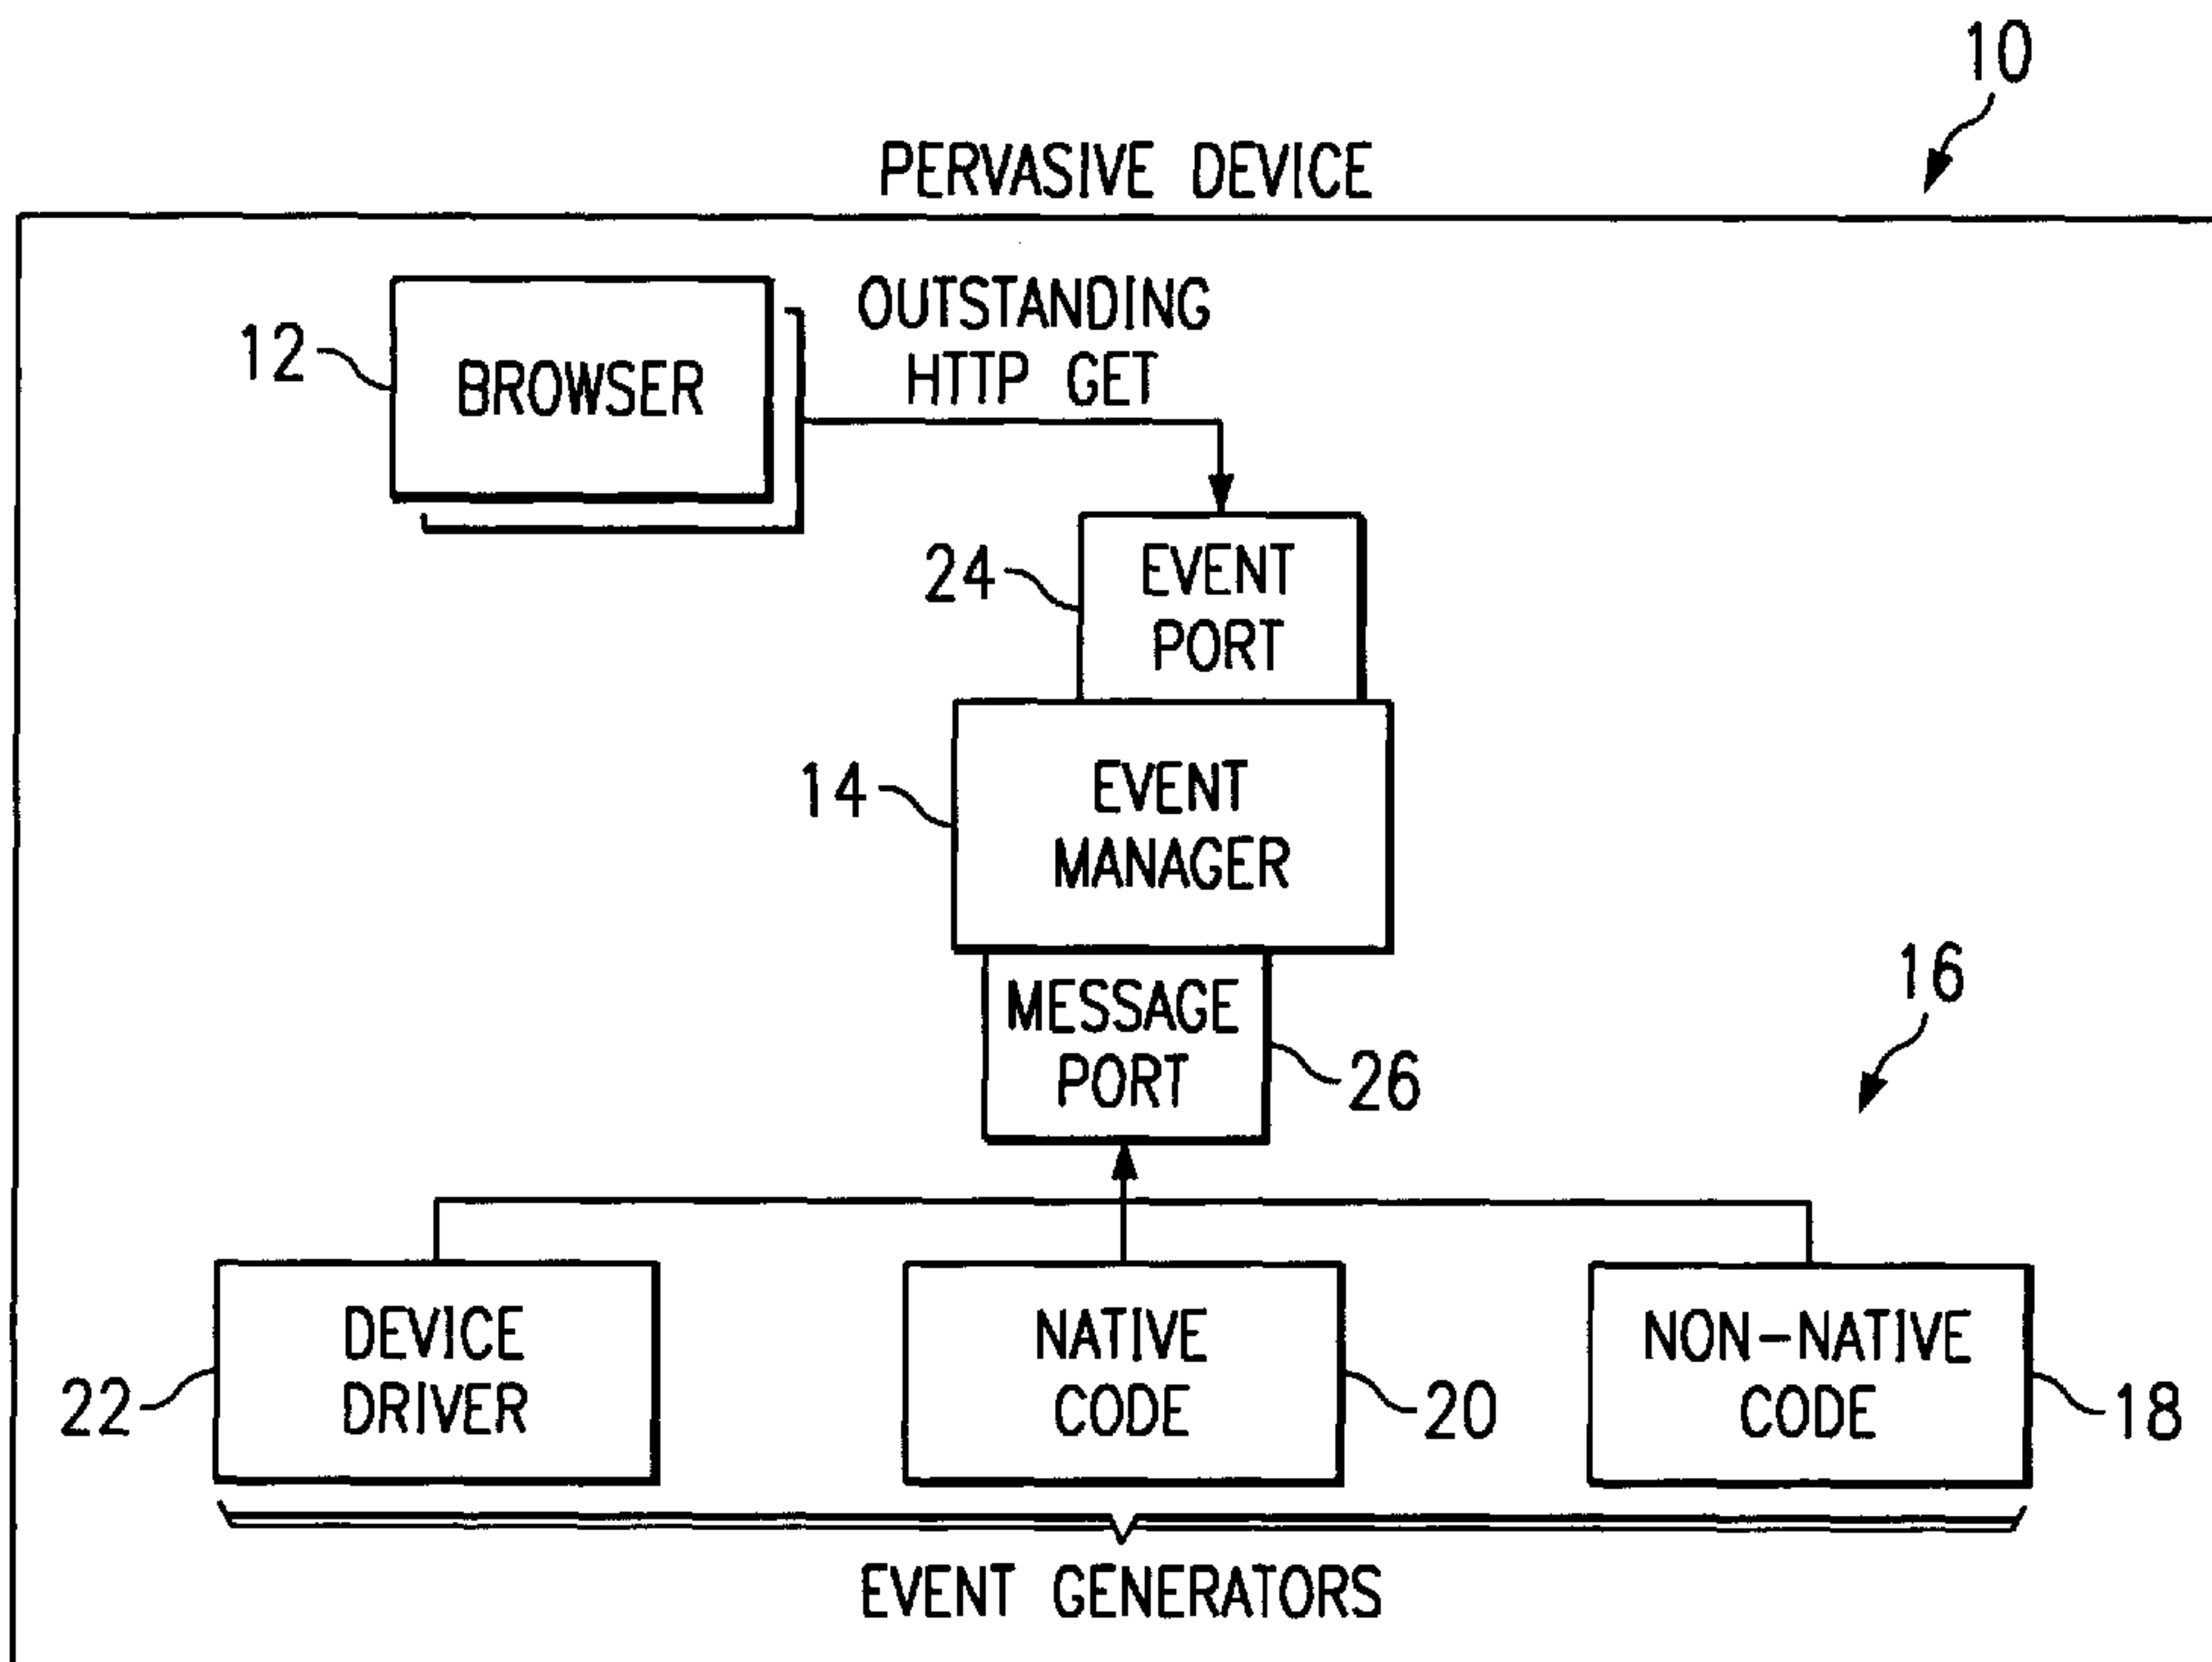 10
PERVASIVE DEVICE
OUTSTANDING
HTTP GET
12
BROWSER
24
EVENT
PORT
14
EVENT
MANAGER
16
MESSAGE
PORT
26
DEVICE
DRIVER
22
NATIVE
CODE
20
NON-NATIVE
CODE
18
EVENT GENERATORS